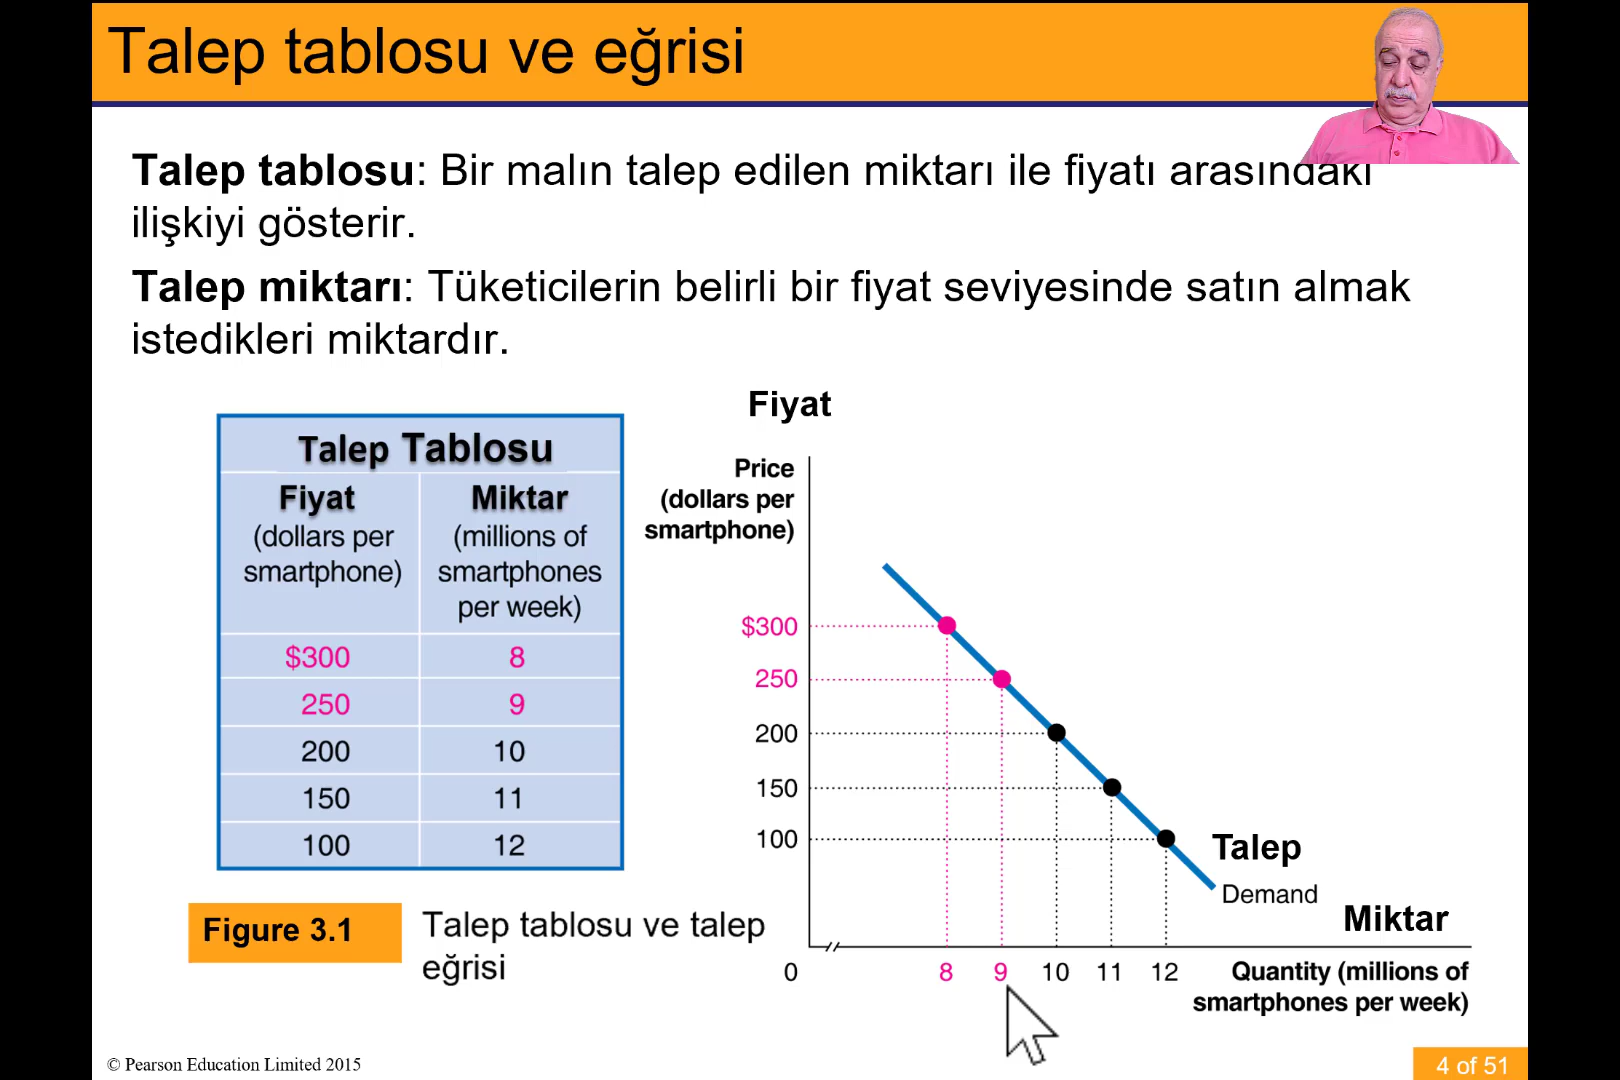 Talep tablosu ve eğrisi
Talep tablosu: Bir malın talep edilen miktarı ile fiyatı arasındaki
ilişkiyi gösterir.
Talep miktarı: Tüketicilerin belirli bir fiyat seviyesinde satın almak
istedikleri miktardır.
Talep Tablosu
Fiyat Miktar
(dollars per (millions of
smartphone) smartphones
per week)
$300 8
250 9
200 10
150 11
100 12
Figure 3.1
Talep tablosu ve talep
eğrisi
Fiyat
Price
(dollars per
smartphone)
$300
250
200
150
100
Talep
Demand
Miktar
0 8 9 10 11 12
Quantity (millions of
smartphones per week)
© Pearson Education Limited 2015
4 of 51